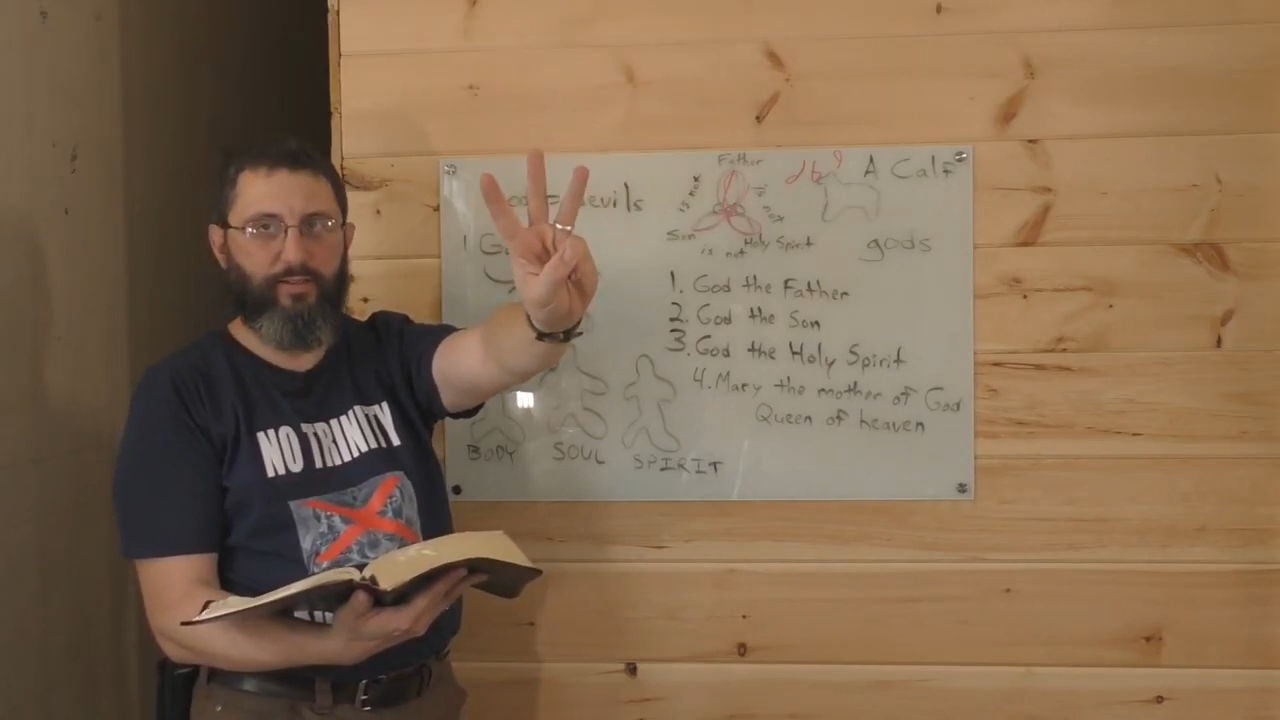 NO TRINITY
Father
is not
is not
Son
is not
Holy Spirit
A Calf
gods
1. God the Father
2. God the Son
3. God the Holy Spirit
4. Mary the mother of God
Queen of heaven
BODY
SOUL
SPIRIT